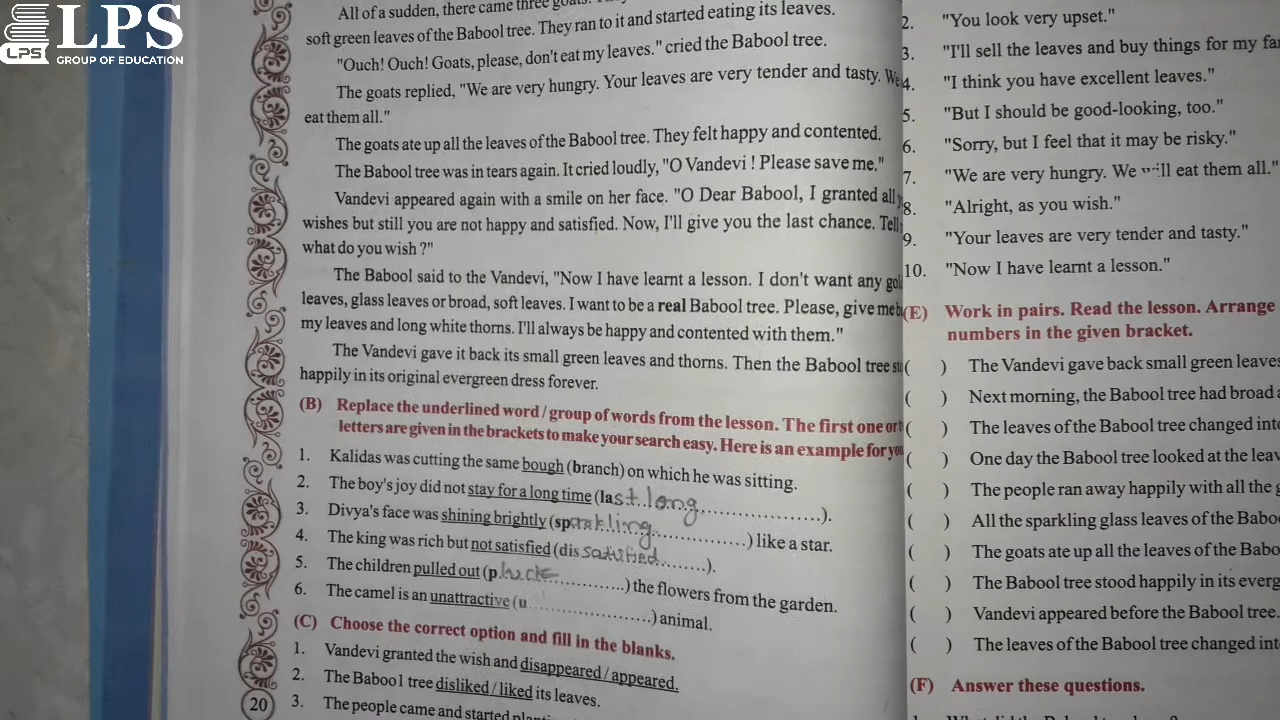 LPS
LPS
GROUP OF EDUCATION
All of a sudden, there came three goats. They
soft green leaves of the Babool tree. They ran to it and started eating its leaves.
"Ouch! Ouch! Goats, please, don't eat my leaves." cried the Babool tree.
The goats replied, "We are very hungry. Your leaves are very tender and tasty. We
eat them all."
The goats ate up all the leaves of the Babool tree. They felt happy and contented.
The Babool tree was in tears again. It cried loudly, "O Vandevi ! Please save me."
Vandevi appeared again with a smile on her face. "O Dear Babool, I granted all
wishes but still you are not happy and satisfied. Now, I'll give you the last chance. Tell
what do you wish ?"
The Babool said to the Vandevi, "Now I have learnt a lesson. I don't want any
leaves, glass leaves or broad, soft leaves. I want to be a real Babool tree. Please, give me
my leaves and long white thorns. I'll always be happy and contented with them."
The Vandevi gave it back its small green leaves and thorns. Then the Babool tree
happily in its original evergreen dress forever.
(B) Replace the underlined word / group of words from the lesson. The first one or
letters are given in the brackets to make your search easy. Here is an example for
1. Kalidas was cutting the same bough (branch) on which he was sitting.
2. The boy's joy did not stay for a long time (last long....................).
3. Divya's face was shining brightly (sparkling....................) like a star.
4. The king was rich but not satisfied (dissatisfied..........).
5. The children pulled out (pluck..............) the flowers from the garden.
6. The camel is an unattractive (u......................) animal.
(C) Choose the correct option and fill in the blanks.
1. Vandevi granted the wish and disappeared / appeared.
2. The Babool tree disliked / liked its leaves.
3. The people came and started
20
2. "You look very upset."
3. "I'll sell the leaves and buy things for my
4. "I think you have excellent leaves."
5. "But I should be good-looking, too."
6. "Sorry, but I feel that it may be risky."
7. "We are very hungry. We will eat them all."
8. "Alright, as you wish."
9. "Your leaves are very tender and tasty."
10. "Now I have learnt a lesson."
(E) Work in pairs. Read the lesson. Arrange
numbers in the given bracket.
( ) The Vandevi gave back small green leaves
( ) Next morning, the Babool tree had broad
( ) The leaves of the Babool tree changed
( ) One day the Babool tree looked at the
( ) The people ran away happily with all the
( ) All the sparkling glass leaves of the
( ) The goats ate up all the leaves of the
( ) The Babool tree stood happily in its
( ) Vandevi appeared before the Babool tree.
( ) The leaves of the Babool tree changed
(F) Answer these questions.